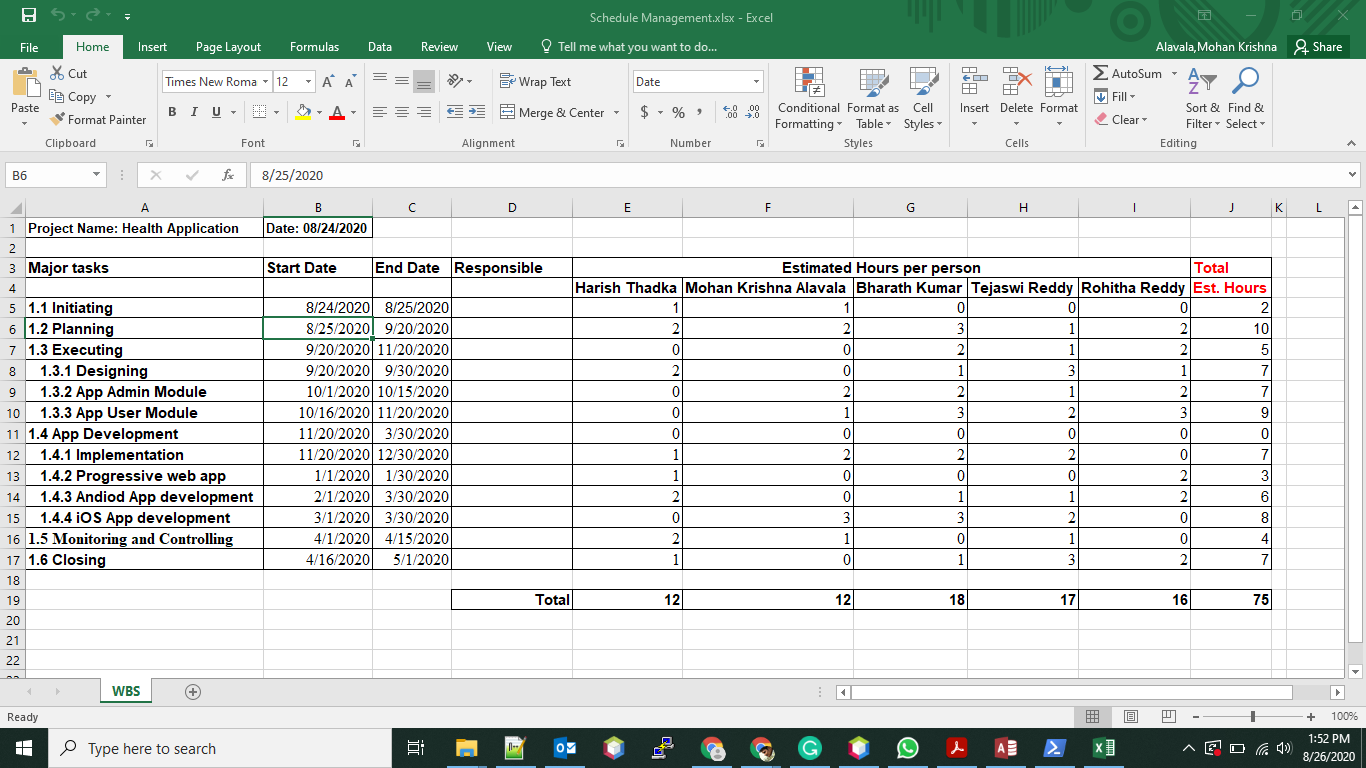 Schedule Management.xlsx - Excel
File Home Insert Page Layout Formulas Data Review View Tell me what you want to do... Alavala,Mohan Krishna Share
Paste Cut Copy Format Painter
Times New Roma 12
B I U A A A
Wrap Text
Merge & Center
Date
$ % ,
Conditional Formatting Format as Table Cell Styles
Insert Delete Format
AutoSum Fill Clear
Sort & Filter Find & Select
Clipboard Font Alignment Number Styles Cells Editing
B6 fx 8/25/2020
A B C D E F G H I J K L
1 Project Name: Health Application Date: 08/24/2020
2
3 Major tasks Start Date End Date Responsible Estimated Hours per person Total
4 Harish Thadka Mohan Krishna Alavala Bharath Kumar Tejaswi Reddy Rohitha Reddy Est. Hours
5 1.1 Initiating 8/24/2020 8/25/2020 1 1 0 0 0 2
6 1.2 Planning 8/25/2020 9/20/2020 2 2 3 1 2 10
7 1.3 Executing 9/20/2020 11/20/2020 0 0 2 1 2 5
8 1.3.1 Designing 9/20/2020 9/30/2020 2 0 1 3 1 7
9 1.3.2 App Admin Module 10/1/2020 10/15/2020 0 2 2 1 2 7
10 1.3.3 App User Module 10/16/2020 11/20/2020 0 1 3 2 3 9
11 1.4 App Development 11/20/2020 3/30/2020 0 0 0 0 0 0
12 1.4.1 Implementation 11/20/2020 12/30/2020 1 2 2 2 0 7
13 1.4.2 Progressive web app 1/1/2020 1/30/2020 1 0 0 0 2 3
14 1.4.3 Andiod App development 2/1/2020 3/30/2020 2 0 1 1 2 6
15 1.4.4 iOS App development 3/1/2020 3/30/2020 0 3 3 2 0 8
16 1.5 Monitoring and Controlling 4/1/2020 4/15/2020 2 1 0 1 0 4
17 1.6 Closing 4/16/2020 5/1/2020 1 0 1 3 2 7
18
19 Total 12 12 18 17 16 75
20
21
22
WBS
Ready 100%
Type here to search 1:52 PM
8/26/2020